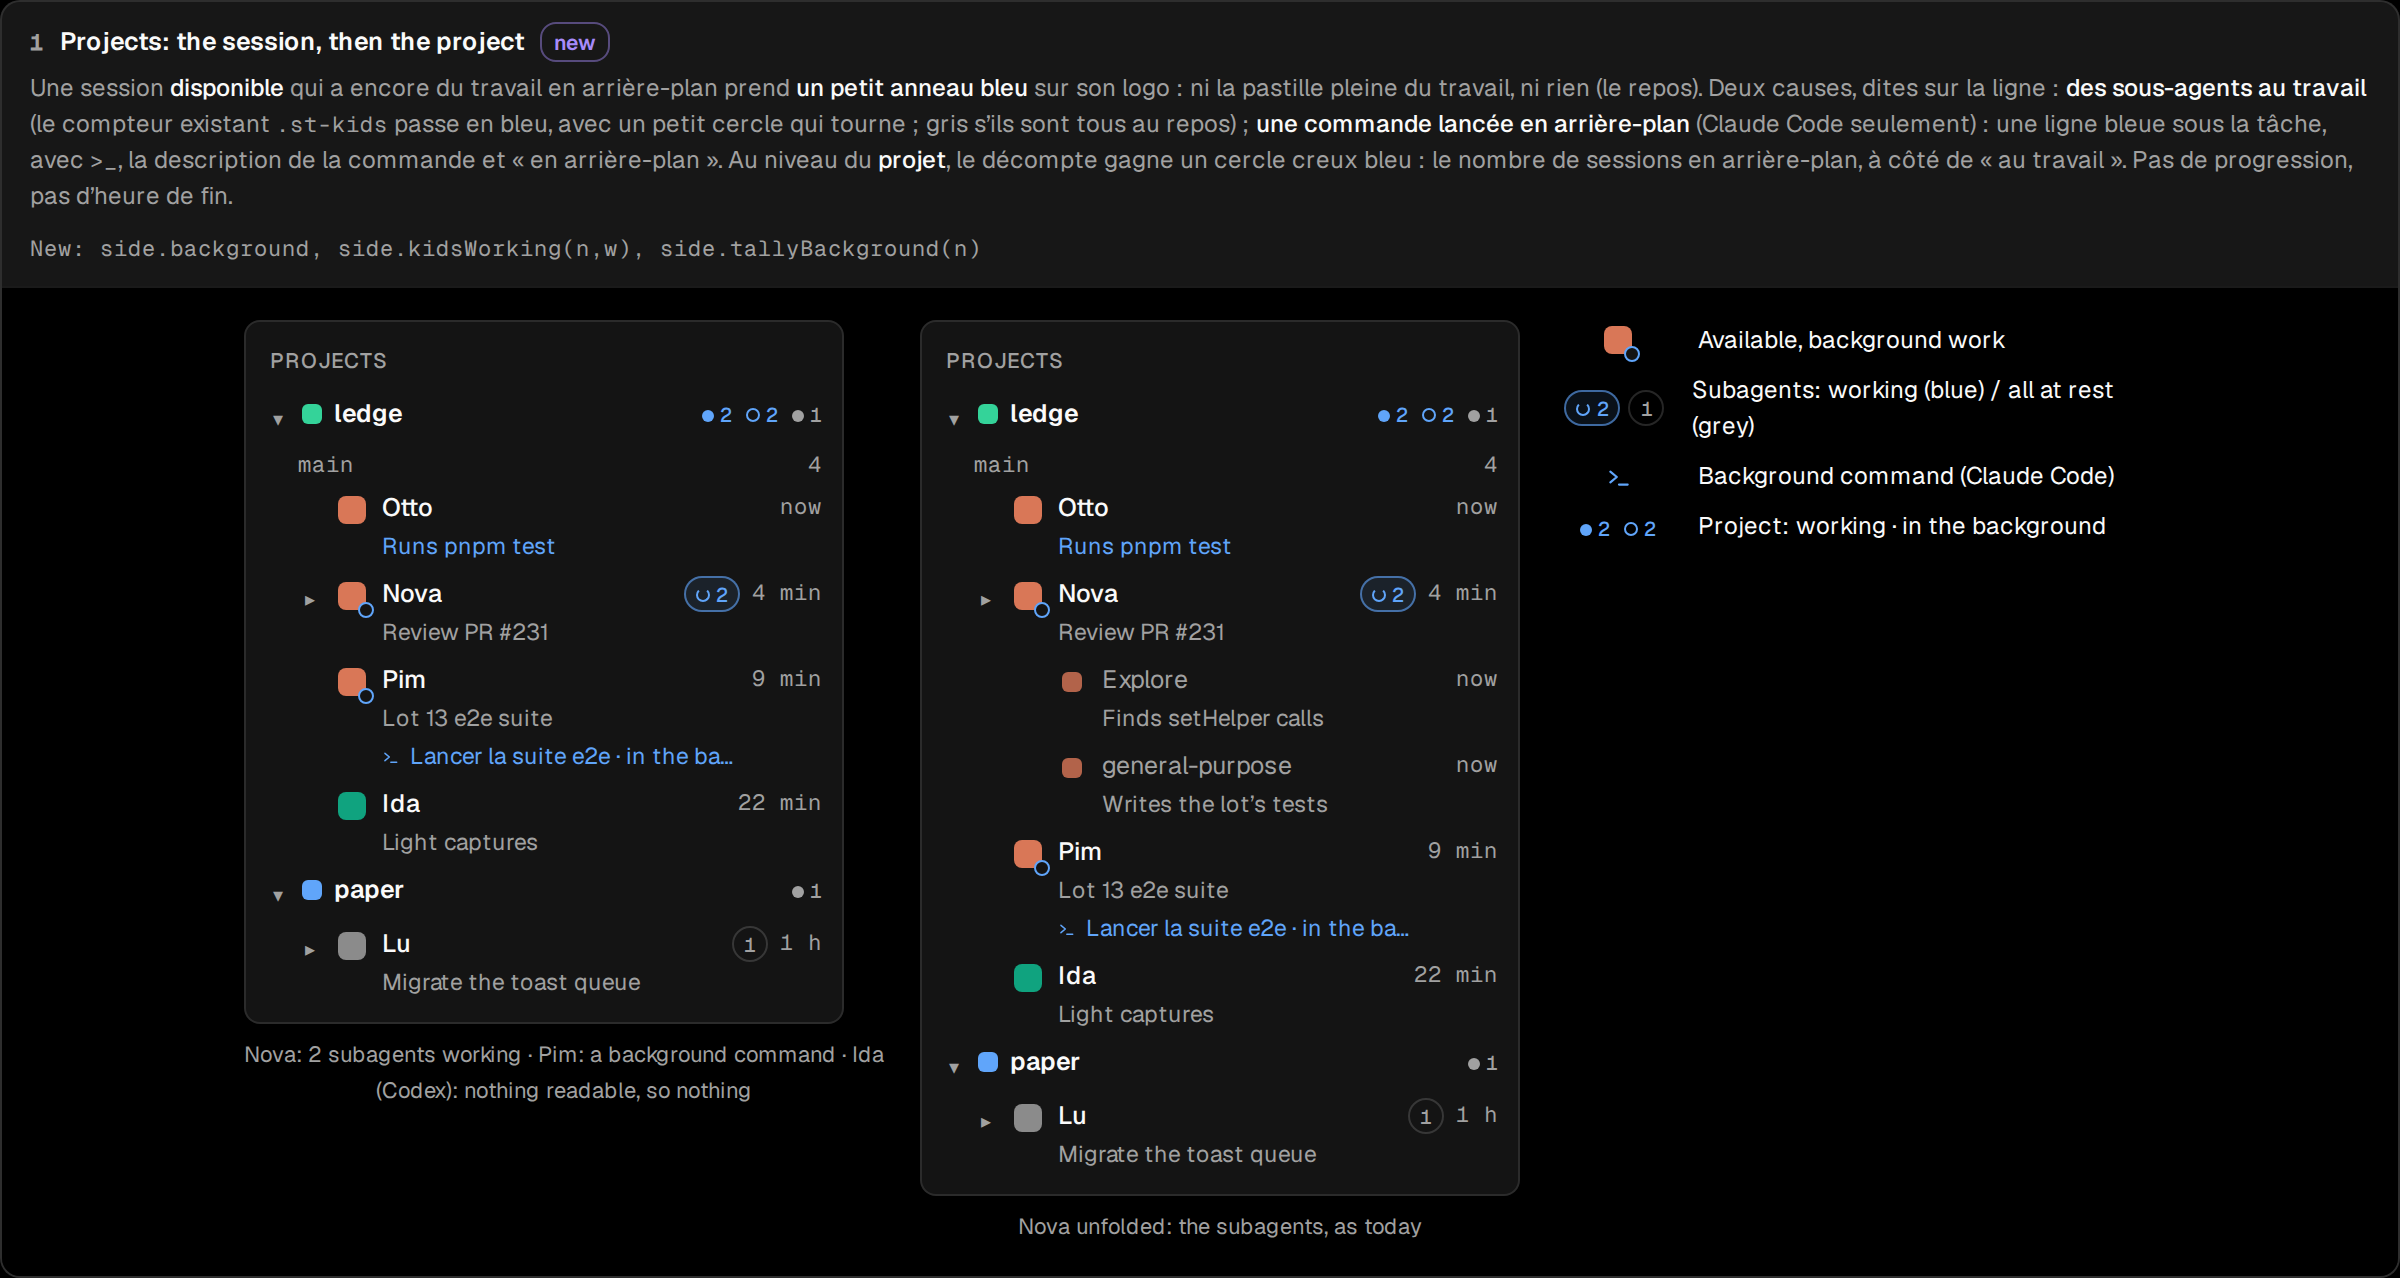 1 Projects: the session, then the project new
Une session disponible qui a encore du travail en arrière-plan prend un petit anneau bleu sur son logo : ni la pastille pleine du travail, ni rien (le repos). Deux causes, dites sur la ligne : des sous-agents au travail
(le compteur existant .st-kids passe en bleu, avec un petit cercle qui tourne ; gris s’ils sont tous au repos) ; une commande lancée en arrière-plan (Claude Code seulement) : une ligne bleue sous la tâche,
avec >_, la description de la commande et « en arrière-plan ». Au niveau du projet, le décompte gagne un cercle creux bleu : le nombre de sessions en arrière-plan, à côté de « au travail ». Pas de progression,
pas d’heure de fin.
New: side.background, side.kidsWorking(n,w), side.tallyBackground(n)
PROJECTS
ledge 2 2 1
main 4
Otto now
Runs pnpm test
Nova 2 4 min
Review PR #231
Pim 9 min
Lot 13 e2e suite
>_ Lancer la suite e2e · in the ba…
Ida 22 min
Light captures
paper 1
Lu 1 1 h
Migrate the toast queue
Nova: 2 subagents working · Pim: a background command · Ida
(Codex): nothing readable, so nothing
PROJECTS
ledge 2 2 1
main 4
Otto now
Runs pnpm test
Nova 2 4 min
Review PR #231
Explore now
Finds setHelper calls
general-purpose now
Writes the lot’s tests
Pim 9 min
Lot 13 e2e suite
>_ Lancer la suite e2e · in the ba…
Ida 22 min
Light captures
paper 1
Lu 1 1 h
Migrate the toast queue
Nova unfolded: the subagents, as today
Available, background work
2 1 Subagents: working (blue) / all at rest
(grey)
>_ Background command (Claude Code)
2 2 Project: working · in the background